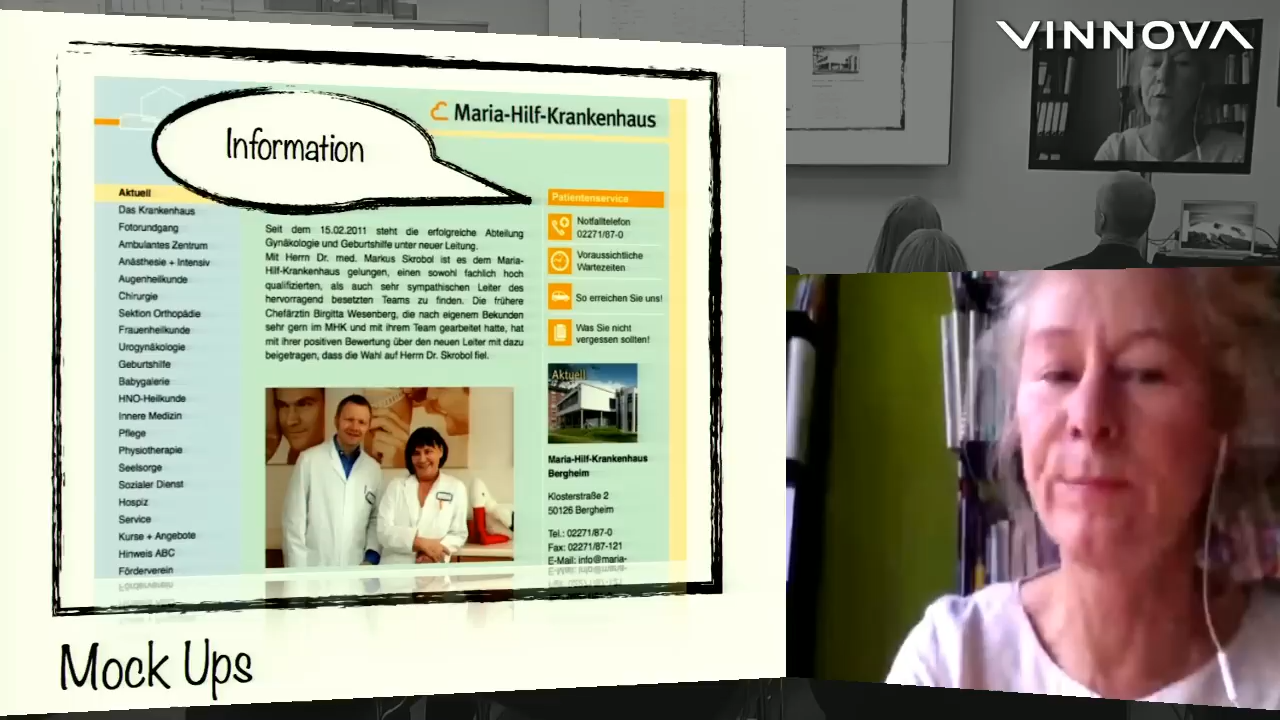 VINNOVA
Information
Maria-Hilf-Krankenhaus
Aktuell
Das Krankenhaus
Fotorundgang
Ambulantes Zentrum
Anästhesie + Intensiv
Augenheilkunde
Chirurgie
Sektion Orthopädie
Frauenheilkunde
Urogynäkologie
Geburtshilfe
Babygalerie
HNO-Heilkunde
Innere Medizin
Pflege
Physiotherapie
Seelsorge
Sozialer Dienst
Hospiz
Service
Kurse + Angebote
Hinweis ABC
Förderverein
Seit dem 15.02.2011 steht die erfolgreiche Abteilung
Gynäkologie und Geburtshilfe unter neuer Leitung.
Mit Herrn Dr. med. Markus Skrobol ist es dem Maria-
Hilf-Krankenhaus gelungen, einen sowohl fachlich hoch
qualifizierten, als auch sehr sympathischen Leiter des
hervorragend besetzten Teams zu finden. Die frühere
Chefärztin Birgitta Wesenberg, die nach eigenem Bekunden
sehr gern im MHK und mit ihrem Team gearbeitet hatte, hat
mit ihrer positiven Bewertung über den neuen Leiter mit dazu
beigetragen, dass die Wahl auf Herrn Dr. Skrobol fiel.
Patientenservice
Notfalltelefon
02271/87-0
Voraussichtliche
Wartezeiten
So erreichen Sie uns!
Was Sie nicht
vergessen sollten!
Aktuell
Maria-Hilf-Krankenhaus
Bergheim
Klosterstraße 2
50126 Bergheim
Tel.: 02271/87-0
Fax: 02271/87-121
E-Mail: info@maria-
Mock Ups